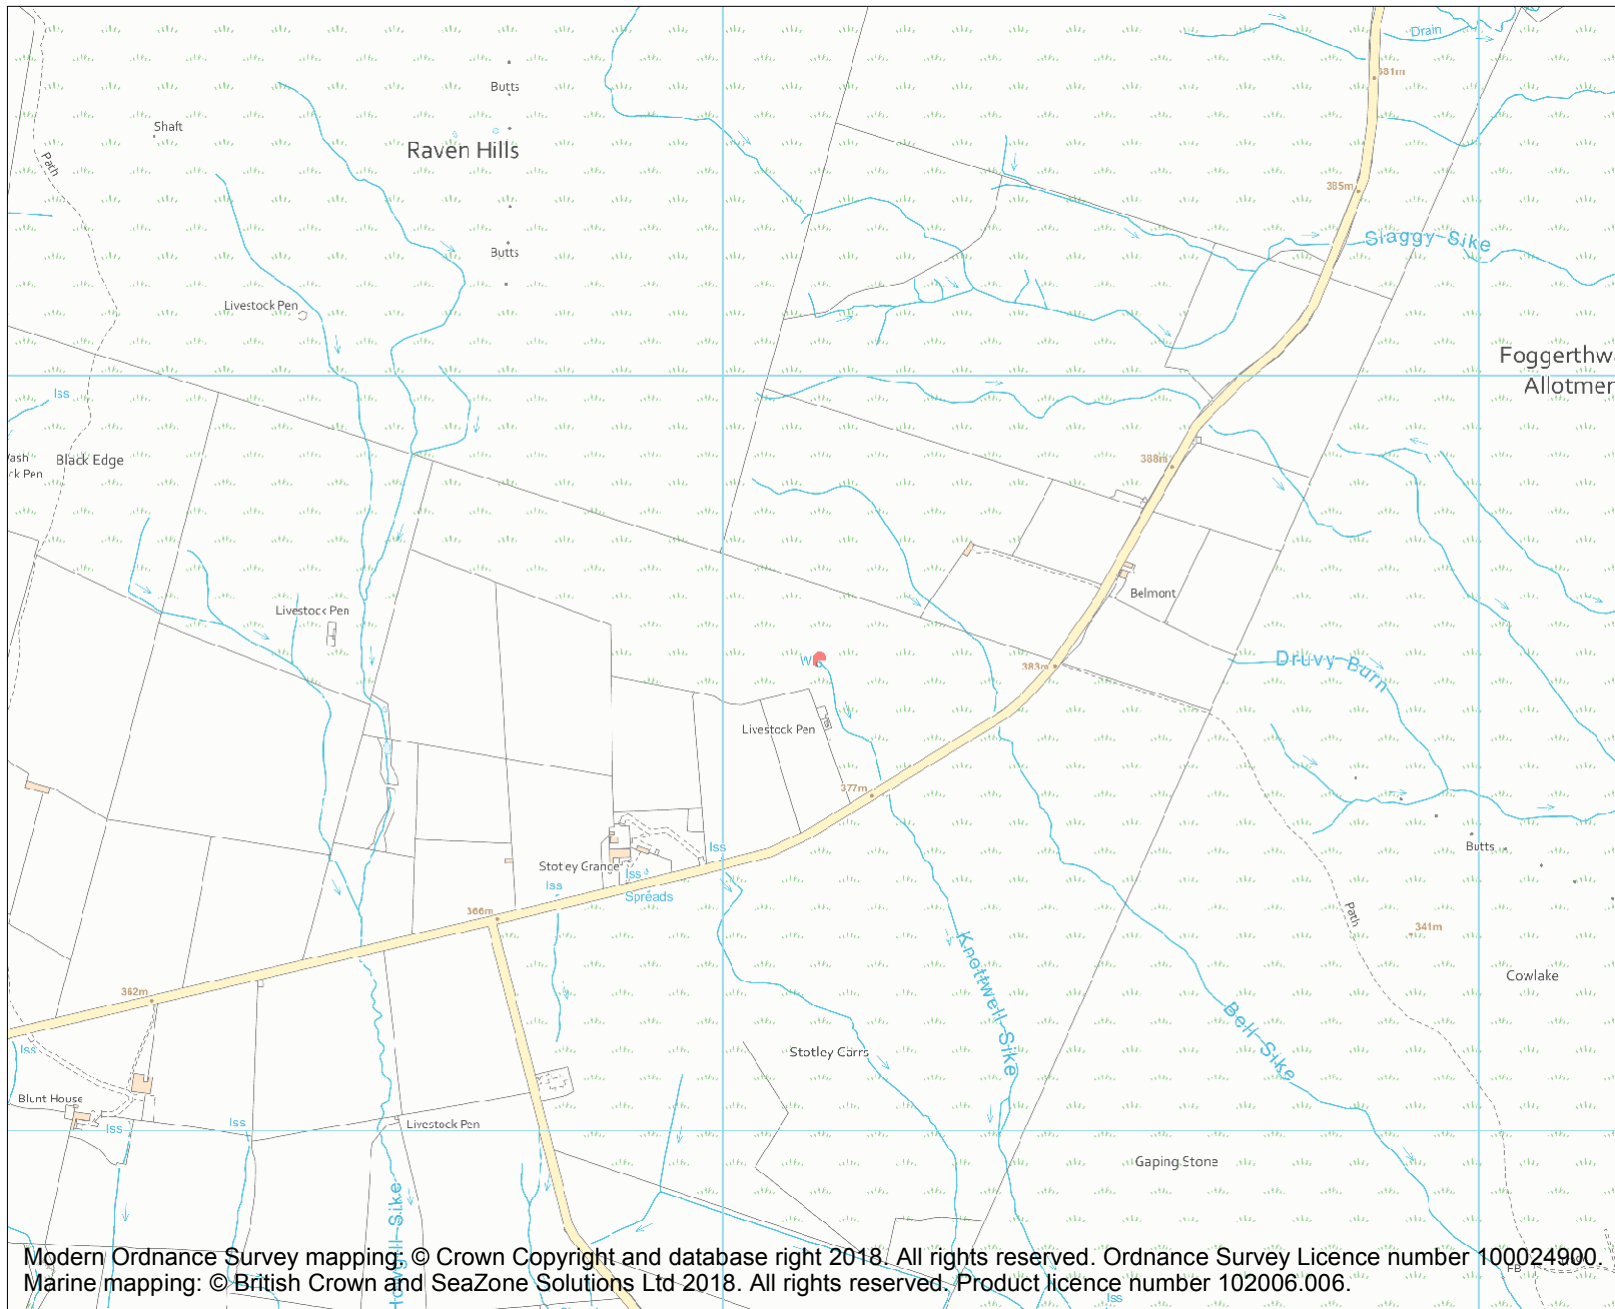 Drain
381m
Butts
Shaft
Raven Hills
Path
385m
Slaggy Sike
Butts
Livestock Pen
Iss
388m
Black Edge
Belmont
Livestock Pen
383m
Druvy Burn
Livestock Pen
377m
Butts
Iss
Stotley Grange
Iss
Iss
Spreads
366m
Path
341m
Knottwell Sike
Cowlake
362m
Bell Sike
Iss
Stotley Carrs
Blunt House
Iss
Iss
Livestock Pen
Gaping Stone
Modern Ordnance Survey mapping: © Crown Copyright and database right 2018. All rights reserved. Ordnance Survey Licence number 100024900.
Marine mapping: © British Crown and SeaZone Solutions Ltd 2018. All rights reserved. Product licence number 102006.006.
FB
Iss